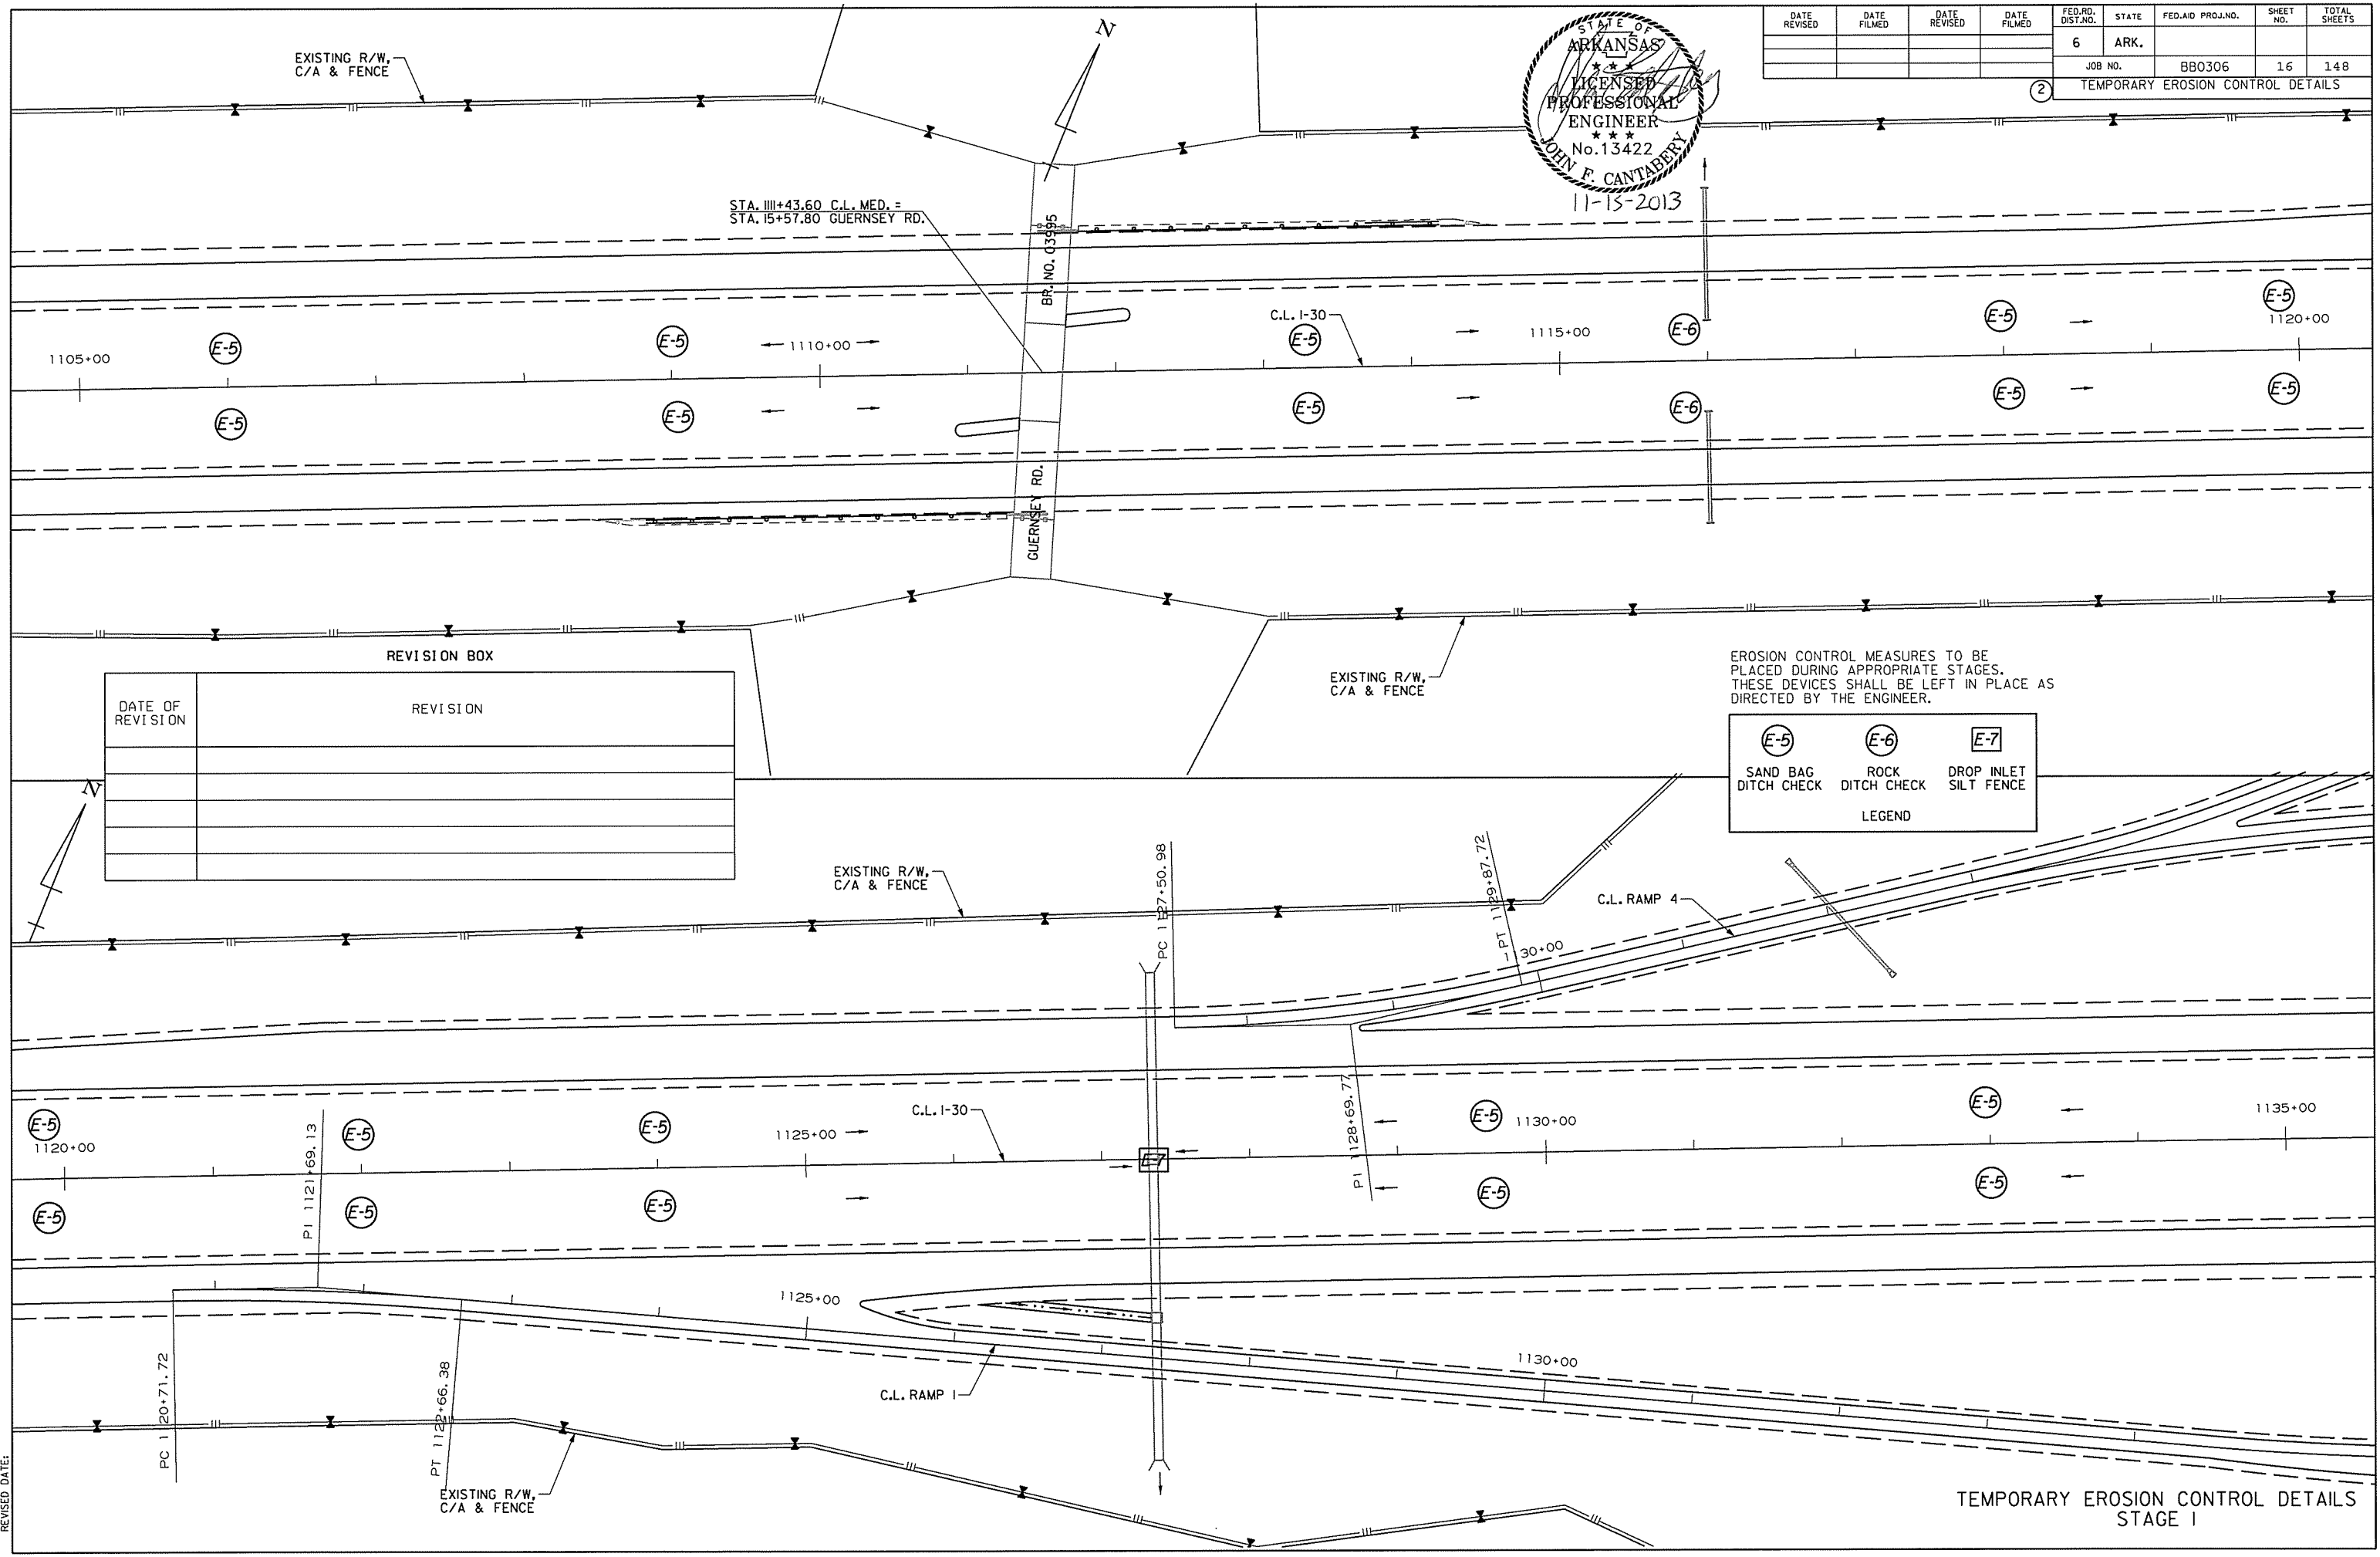 DATE REVISED
DATE FILMED
DATE REVISED
DATE FILMED
FED.RD. DIST.NO.
STATE
FED.AID PROJ.NO.
SHEET NO.
TOTAL SHEETS
6
ARK.
JOB NO.
BB0306
16
148
2
TEMPORARY EROSION CONTROL DETAILS
STATE OF
ARKANSAS
★ ★ ★
LICENSED
PROFESSIONAL
ENGINEER
★ ★ ★
No.13422
JOHN F. CANTABERY
11-15-2013
EXISTING R/W,
C/A & FENCE
N
STA. 1111+43.60 C.L. MED. =
STA. 15+57.80 GUERNSEY RD.
BR. NO. 03995
GUERNSEY RD.
C.L. I-30
1105+00
E-5
E-5
1110+00
E-5
1115+00
E-6
E-5
E-5
1120+00
E-5
E-5
E-5
E-6
E-5
E-5
EXISTING R/W,
C/A & FENCE
REVISION BOX
DATE OF
REVISION
REVISION
EROSION CONTROL MEASURES TO BE
PLACED DURING APPROPRIATE STAGES.
THESE DEVICES SHALL BE LEFT IN PLACE AS
DIRECTED BY THE ENGINEER.
E-5
E-6
E-7
SAND BAG
DITCH CHECK
ROCK
DITCH CHECK
DROP INLET
SILT FENCE
LEGEND
N
EXISTING R/W,
C/A & FENCE
PC 1127+50.98
PT 1129+87.72
1130+00
C.L. RAMP 4
PI 1128+69.77
E-5
1120+00
PI 1121+69.13
E-5
E-5
1125+00
C.L. I-30
E-7
E-5
1130+00
E-5
1135+00
E-5
E-5
E-5
E-5
E-5
1125+00
1130+00
PC 1120+71.72
PT 1122+66.38
C.L. RAMP 1
EXISTING R/W,
C/A & FENCE
TEMPORARY EROSION CONTROL DETAILS
STAGE 1
REVISED DATE: